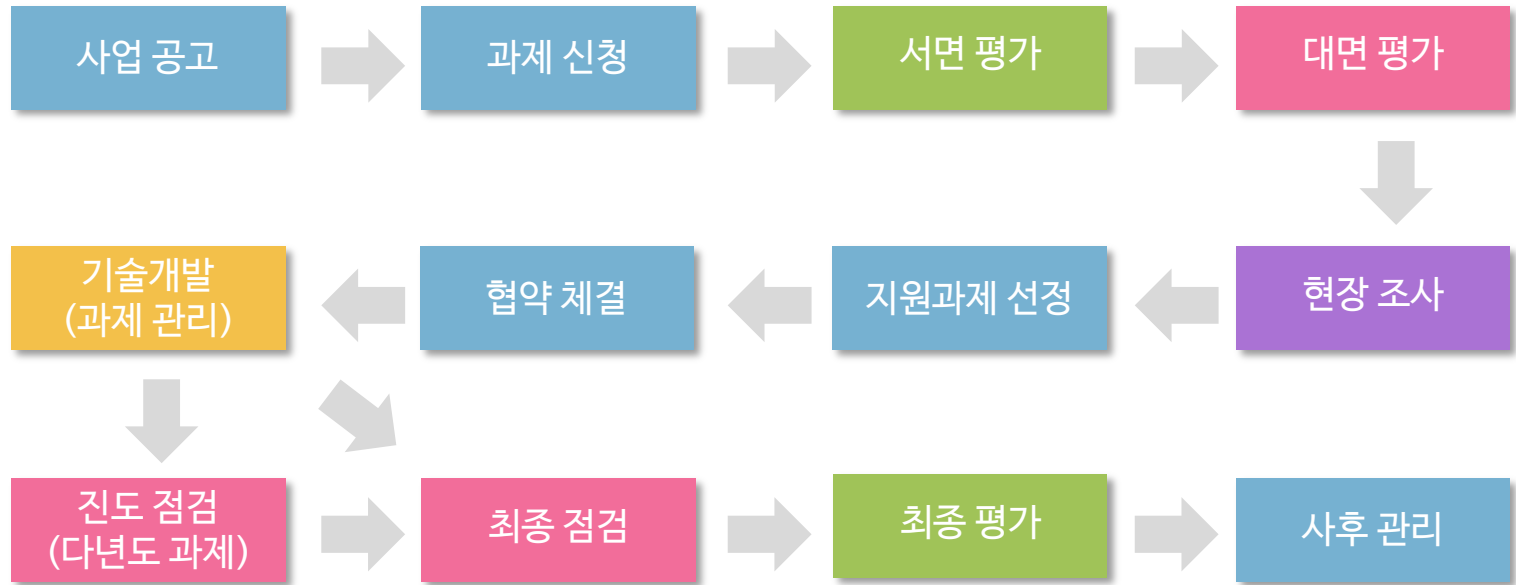 사업 공고
과제 신청
서면 평가
대면 평가
현장 조사
지원과제 선정
협약 체결
기술개발
(과제 관리)
진도 점검
(다년도 과제)
최종 점검
최종 평가
사후 관리